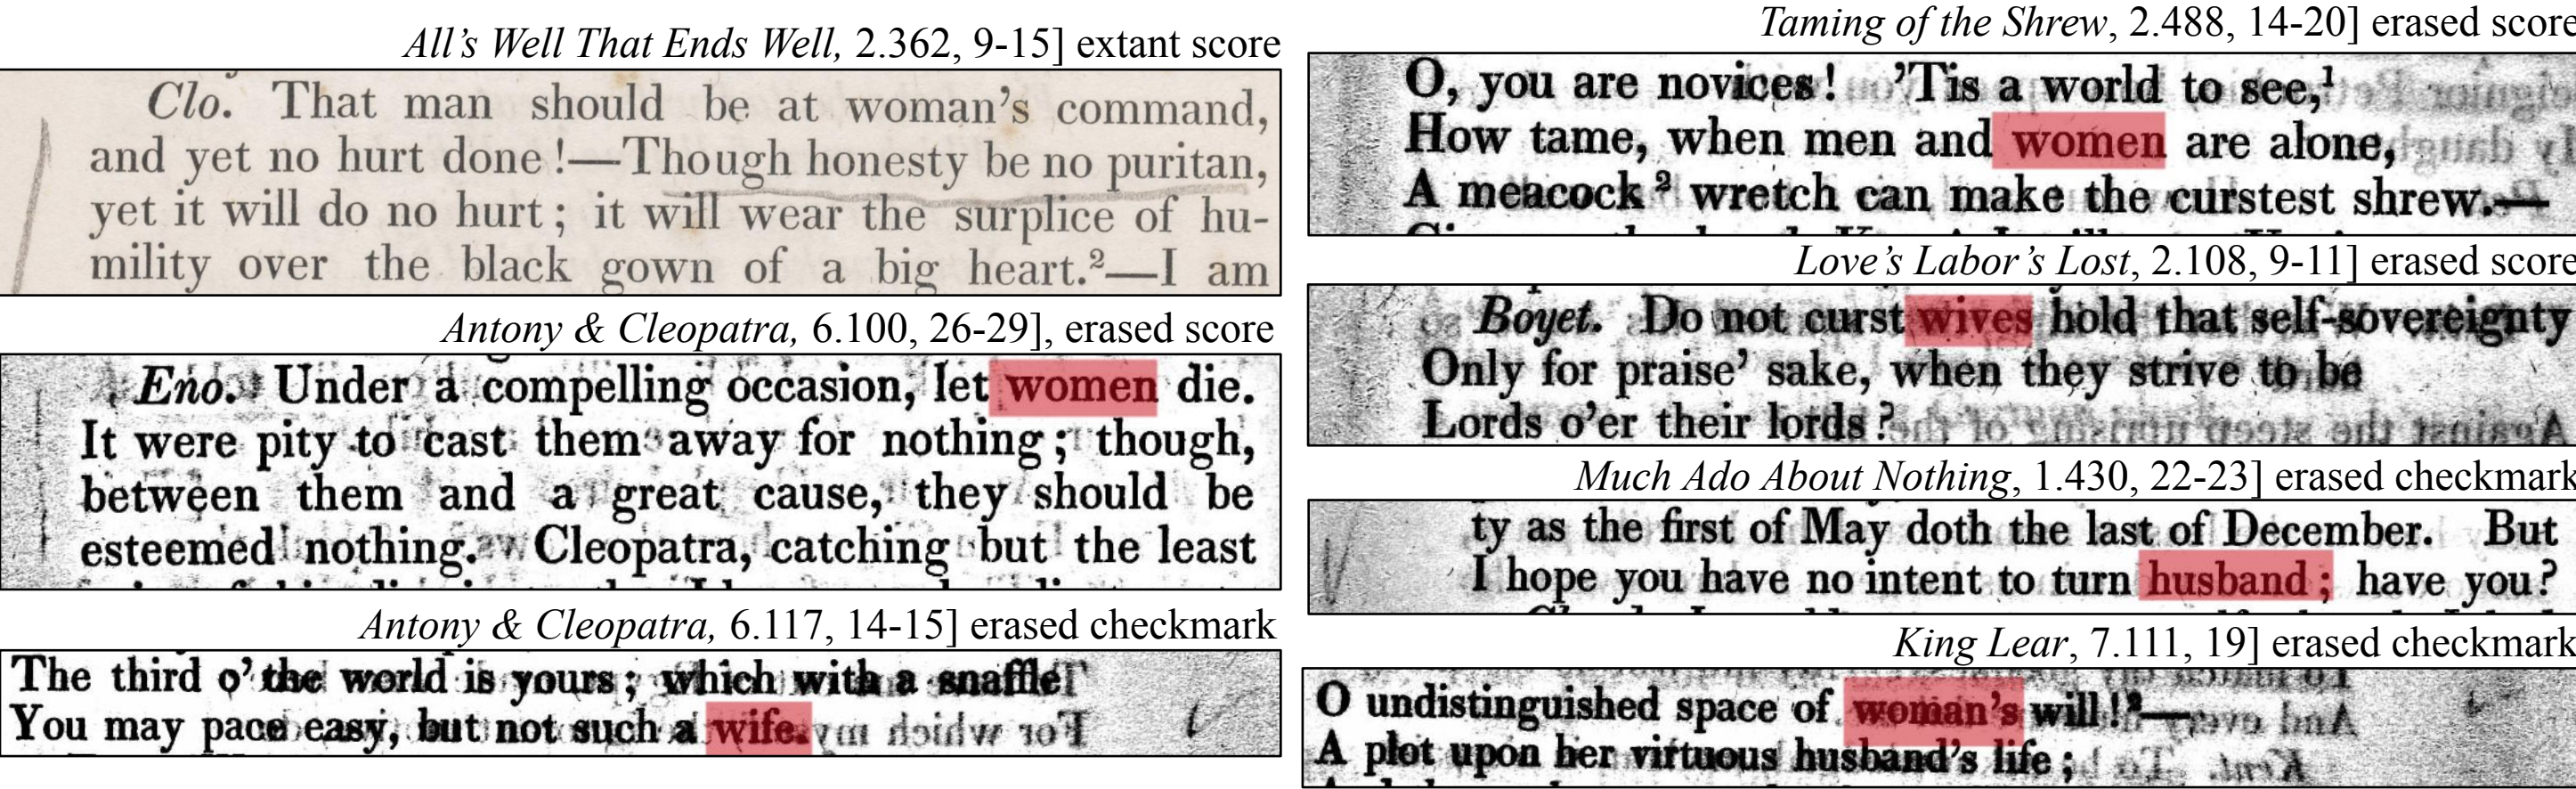 All's Well That Ends Well, 2.362, 9-15] extant score
Clo. That man should be at woman's command,
and yet no hurt done!—Though honesty be no puritan,
yet it will do no hurt; it will wear the surplice of hu-
mility over the black gown of a big heart.²—I am
Antony & Cleopatra, 6.100, 26-29], erased score
Eno. Under a compelling occasion, let women die.
It were pity to cast them away for nothing; though,
between them and a great cause, they should be
esteemed nothing. Cleopatra, catching but the least
Antony & Cleopatra, 6.117, 14-15] erased checkmark
The third o' the world is yours; which with a snaffle
You may pace easy, but not such a wife.
Taming of the Shrew, 2.488, 14-20] erased score
O, you are novices! 'Tis a world to see,¹
How tame, when men and women are alone,
A meacock² wretch can make the curstest shrew.—
Love's Labor's Lost, 2.108, 9-11] erased score
Boyet. Do not curst wives hold that self-sovereignty
Only for praise' sake, when they strive to be
Lords o'er their lords?
Much Ado About Nothing, 1.430, 22-23] erased checkmark
ty as the first of May doth the last of December. But
I hope you have no intent to turn husband; have you?
King Lear, 7.111, 19] erased checkmark
O undistinguished space of woman's will!²—
A plot upon her virtuous husband's life;